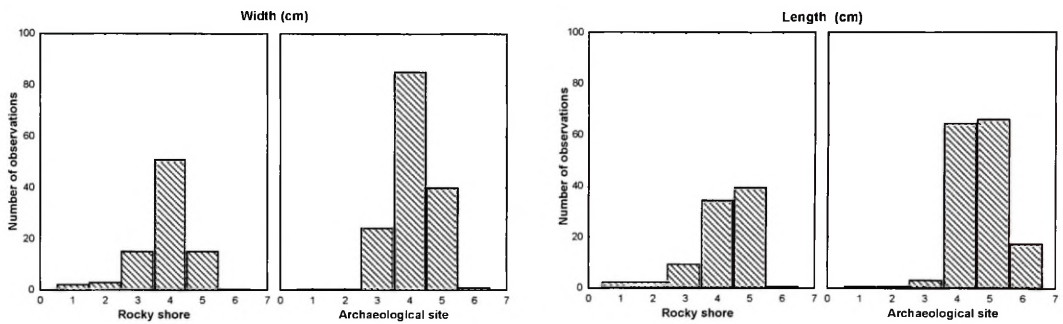 Width (cm)
Number of observations
100
80
60
40
20
0
0 1 2 3 4 5 6 7
Rocky shore
0 1 2 3 4 5 6 7
Archaeological site
Length (cm)
Number of observations
100
80
60
40
20
0
0 1 2 3 4 5 6 7
Rocky shore
0 1 2 3 4 5 6 7
Archaeological site